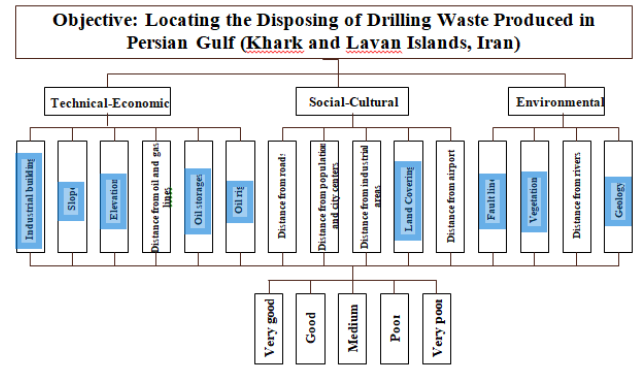 Objective: Locating the Disposing of Drilling Waste Produced in
Persian Gulf (Khark and Lavan Islands, Iran)
Technical-Economic
Social-Cultural
Environmental
Industrial building
Slope
Elevation
Distance from oil and gas
lines
Oil storages
Oil rig
Distance from roads
Distance from population
and city centers
Distance from industrial
areas
Land Covering
Distance from airport
Fault line
Vegetation
Distance from rivers
Geology
Very good
Good
Medium
Poor
Very poor